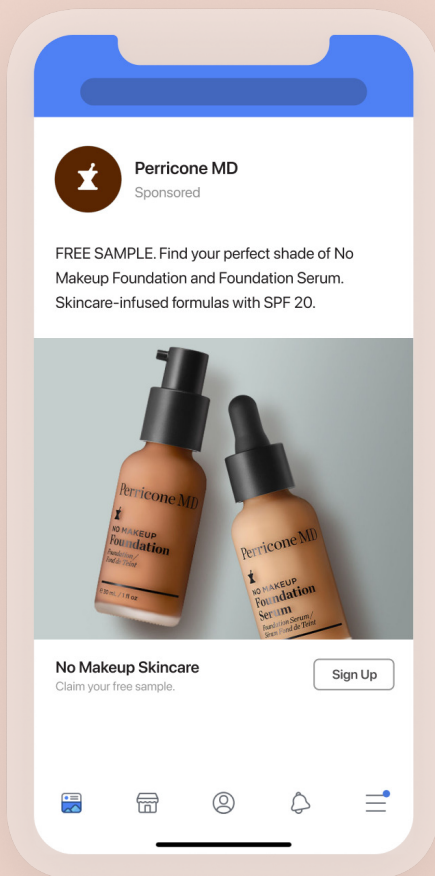 Perricone MD
Sponsored
FREE SAMPLE. Find your perfect shade of No
Makeup Foundation and Foundation Serum.
Skincare-infused formulas with SPF 20.
Perricone MD
NO MAKEUP
Foundation
Foundation /
Fond de Teint
Perricone MD
NO MAKEUP
Foundation
Serum
Foundation Serum /
Sérum Fond de Teint
No Makeup Skincare
Claim your free sample.
Sign Up